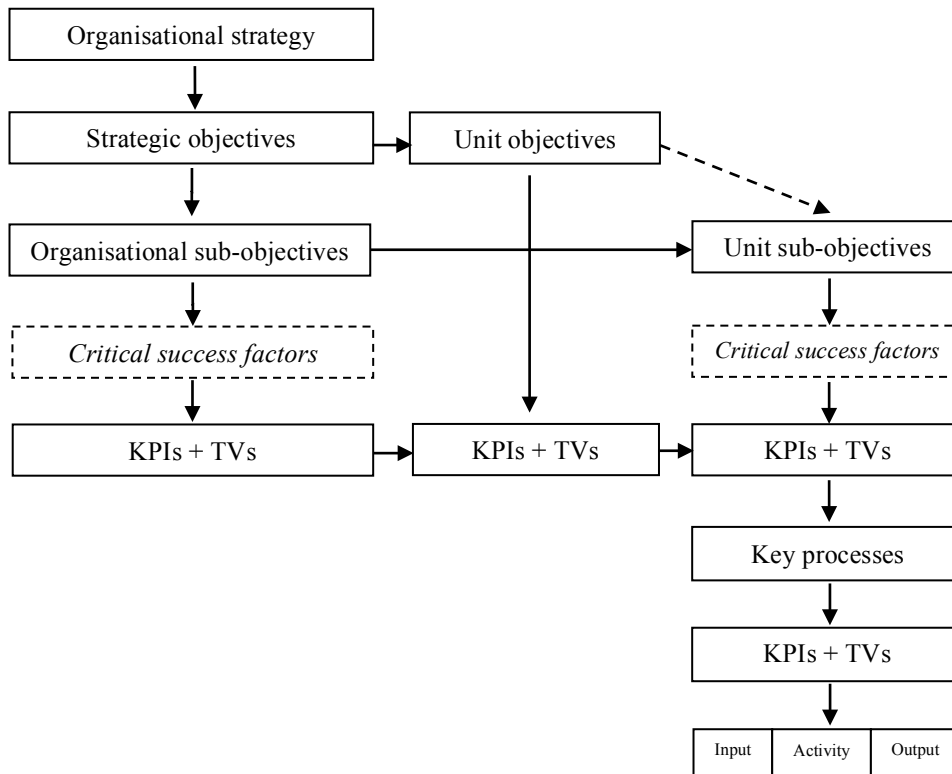 Organisational strategy
Strategic objectives
Unit objectives
Organisational sub-objectives
Unit sub-objectives
Critical success factors
Critical success factors
KPIs + TVs
KPIs + TVs
KPIs + TVs
Key processes
KPIs + TVs
Input
Activity
Output